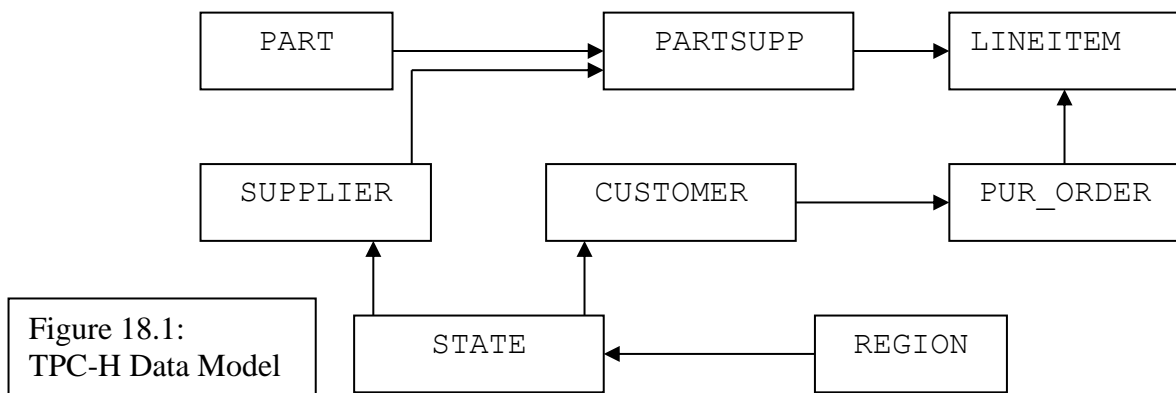 PART
PARTSUPP
LINEITEM
SUPPLIER
CUSTOMER
PUR_ORDER
STATE
REGION
Figure 18.1:
TPC-H Data Model